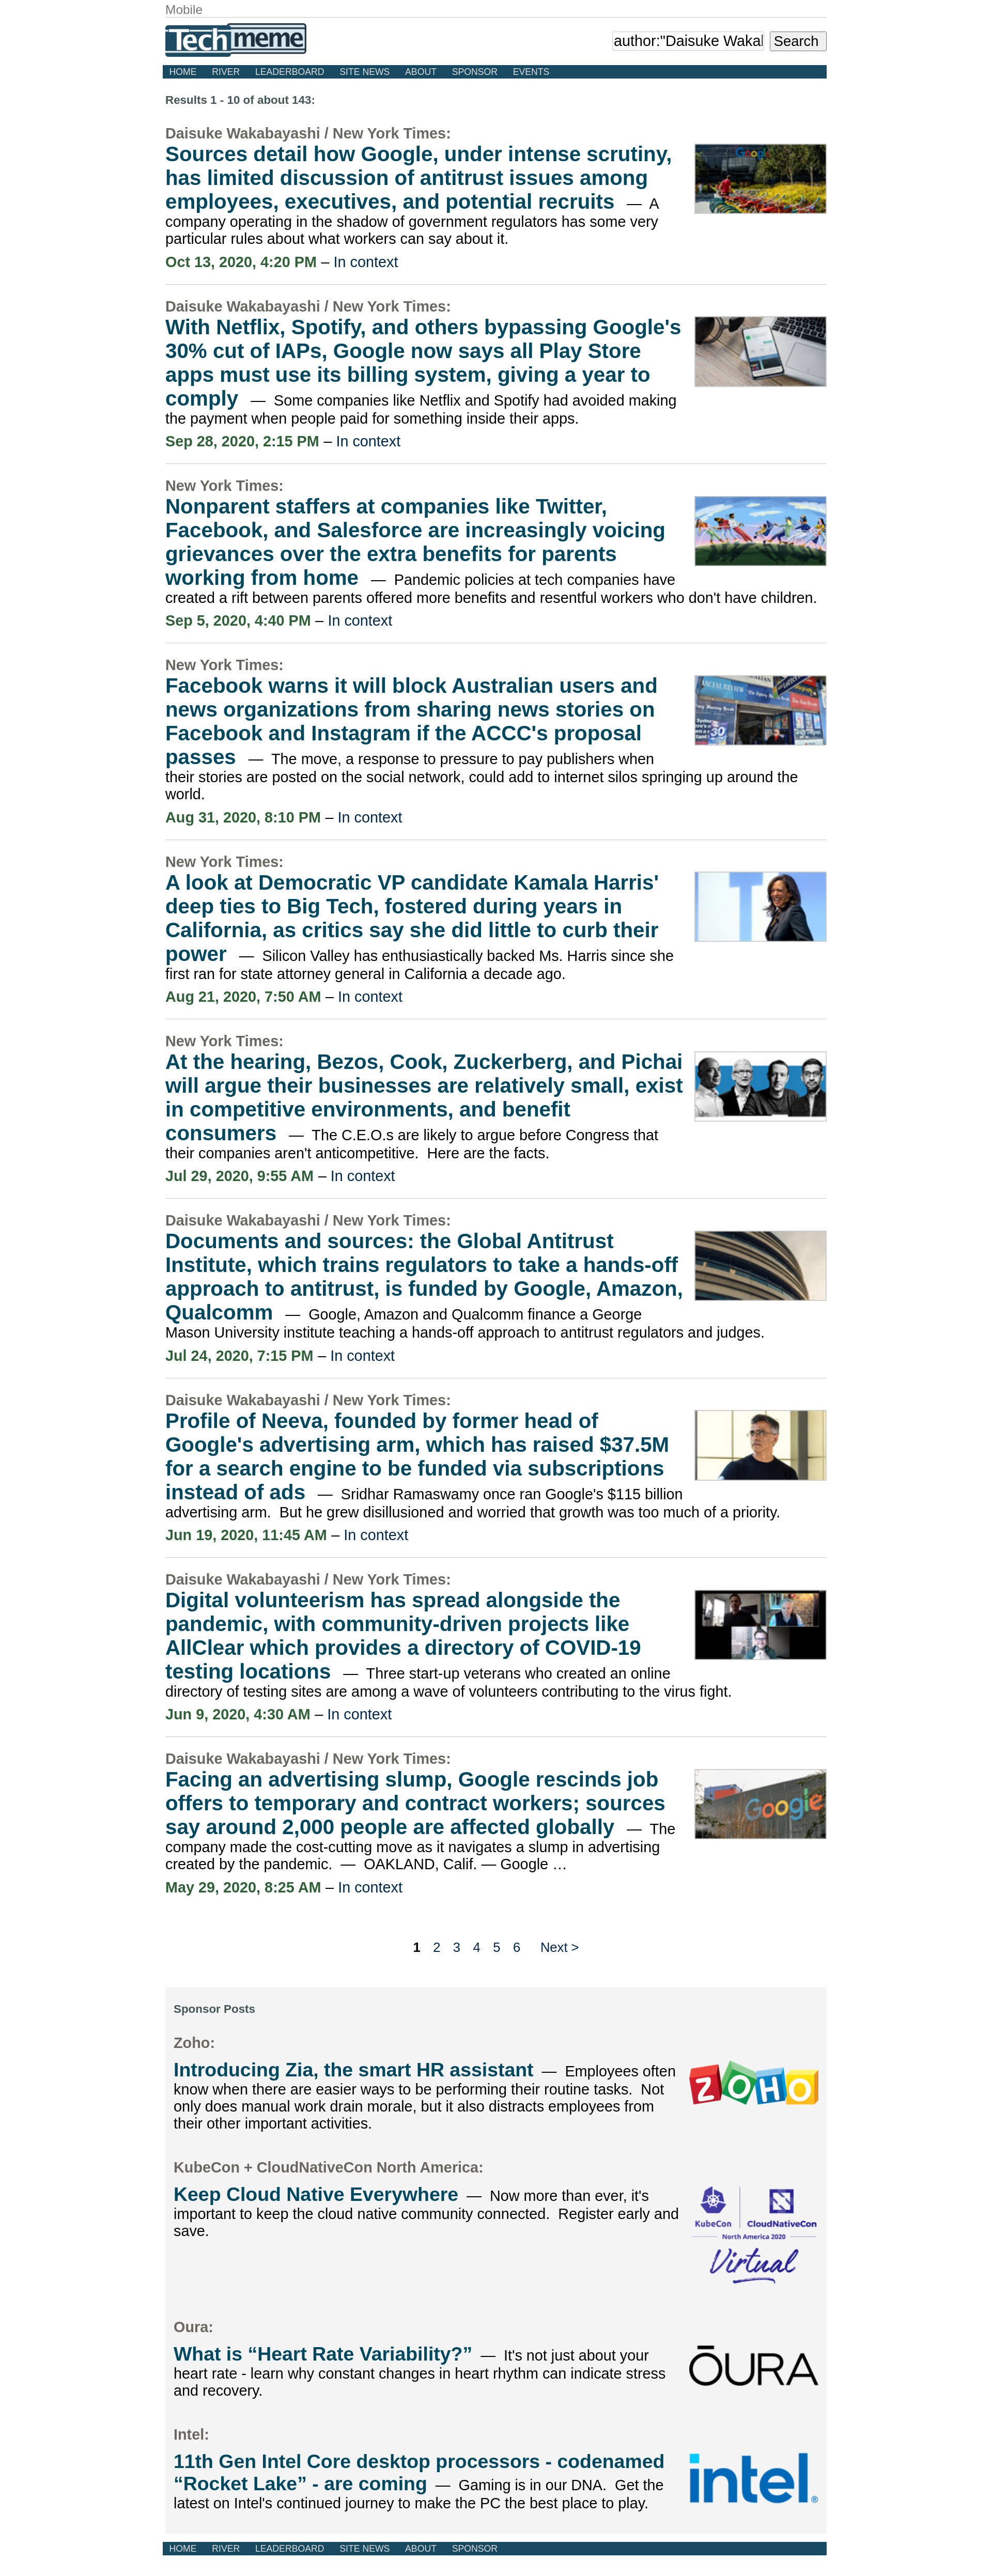 Mobile
Techmeme
author:"Daisuke Wakal
Search
HOME RIVER LEADERBOARD SITE NEWS ABOUT SPONSOR EVENTS
Results 1 - 10 of about 143:
Daisuke Wakabayashi / New York Times:
Sources detail how Google, under intense scrutiny,
has limited discussion of antitrust issues among
employees, executives, and potential recruits — A
company operating in the shadow of government regulators has some very
particular rules about what workers can say about it.
Oct 13, 2020, 4:20 PM – In context
Daisuke Wakabayashi / New York Times:
With Netflix, Spotify, and others bypassing Google's
30% cut of IAPs, Google now says all Play Store
apps must use its billing system, giving a year to
comply — Some companies like Netflix and Spotify had avoided making
the payment when people paid for something inside their apps.
Sep 28, 2020, 2:15 PM – In context
New York Times:
Nonparent staffers at companies like Twitter,
Facebook, and Salesforce are increasingly voicing
grievances over the extra benefits for parents
working from home — Pandemic policies at tech companies have
created a rift between parents offered more benefits and resentful workers who don't have children.
Sep 5, 2020, 4:40 PM – In context
New York Times:
Facebook warns it will block Australian users and
news organizations from sharing news stories on
Facebook and Instagram if the ACCC's proposal
passes — The move, a response to pressure to pay publishers when
their stories are posted on the social network, could add to internet silos springing up around the
world.
Aug 31, 2020, 8:10 PM – In context
New York Times:
A look at Democratic VP candidate Kamala Harris'
deep ties to Big Tech, fostered during years in
California, as critics say she did little to curb their
power — Silicon Valley has enthusiastically backed Ms. Harris since she
first ran for state attorney general in California a decade ago.
Aug 21, 2020, 7:50 AM – In context
New York Times:
At the hearing, Bezos, Cook, Zuckerberg, and Pichai
will argue their businesses are relatively small, exist
in competitive environments, and benefit
consumers — The C.E.O.s are likely to argue before Congress that
their companies aren't anticompetitive. Here are the facts.
Jul 29, 2020, 9:55 AM – In context
Daisuke Wakabayashi / New York Times:
Documents and sources: the Global Antitrust
Institute, which trains regulators to take a hands-off
approach to antitrust, is funded by Google, Amazon,
Qualcomm — Google, Amazon and Qualcomm finance a George
Mason University institute teaching a hands-off approach to antitrust regulators and judges.
Jul 24, 2020, 7:15 PM – In context
Daisuke Wakabayashi / New York Times:
Profile of Neeva, founded by former head of
Google's advertising arm, which has raised $37.5M
for a search engine to be funded via subscriptions
instead of ads — Sridhar Ramaswamy once ran Google's $115 billion
advertising arm. But he grew disillusioned and worried that growth was too much of a priority.
Jun 19, 2020, 11:45 AM – In context
Daisuke Wakabayashi / New York Times:
Digital volunteerism has spread alongside the
pandemic, with community-driven projects like
AllClear which provides a directory of COVID-19
testing locations — Three start-up veterans who created an online
directory of testing sites are among a wave of volunteers contributing to the virus fight.
Jun 9, 2020, 4:30 AM – In context
Daisuke Wakabayashi / New York Times:
Facing an advertising slump, Google rescinds job
offers to temporary and contract workers; sources
say around 2,000 people are affected globally — The
company made the cost-cutting move as it navigates a slump in advertising
created by the pandemic. — OAKLAND, Calif. — Google …
Google
May 29, 2020, 8:25 AM – In context
1 2 3 4 5 6 Next >
Sponsor Posts
Zoho:
Introducing Zia, the smart HR assistant — Employees often
know when there are easier ways to be performing their routine tasks. Not
only does manual work drain morale, but it also distracts employees from
their other important activities.
ZOHO
KubeCon + CloudNativeCon North America:
Keep Cloud Native Everywhere — Now more than ever, it's
important to keep the cloud native community connected. Register early and
save.
KubeCon CloudNativeCon
North America 2020
Virtual
Oura:
What is “Heart Rate Variability?” — It's not just about your
heart rate - learn why constant changes in heart rhythm can indicate stress
and recovery.
ŌURA
Intel:
11th Gen Intel Core desktop processors - codenamed
“Rocket Lake” - are coming — Gaming is in our DNA. Get the
latest on Intel's continued journey to make the PC the best place to play.
intel®
HOME RIVER LEADERBOARD SITE NEWS ABOUT SPONSOR